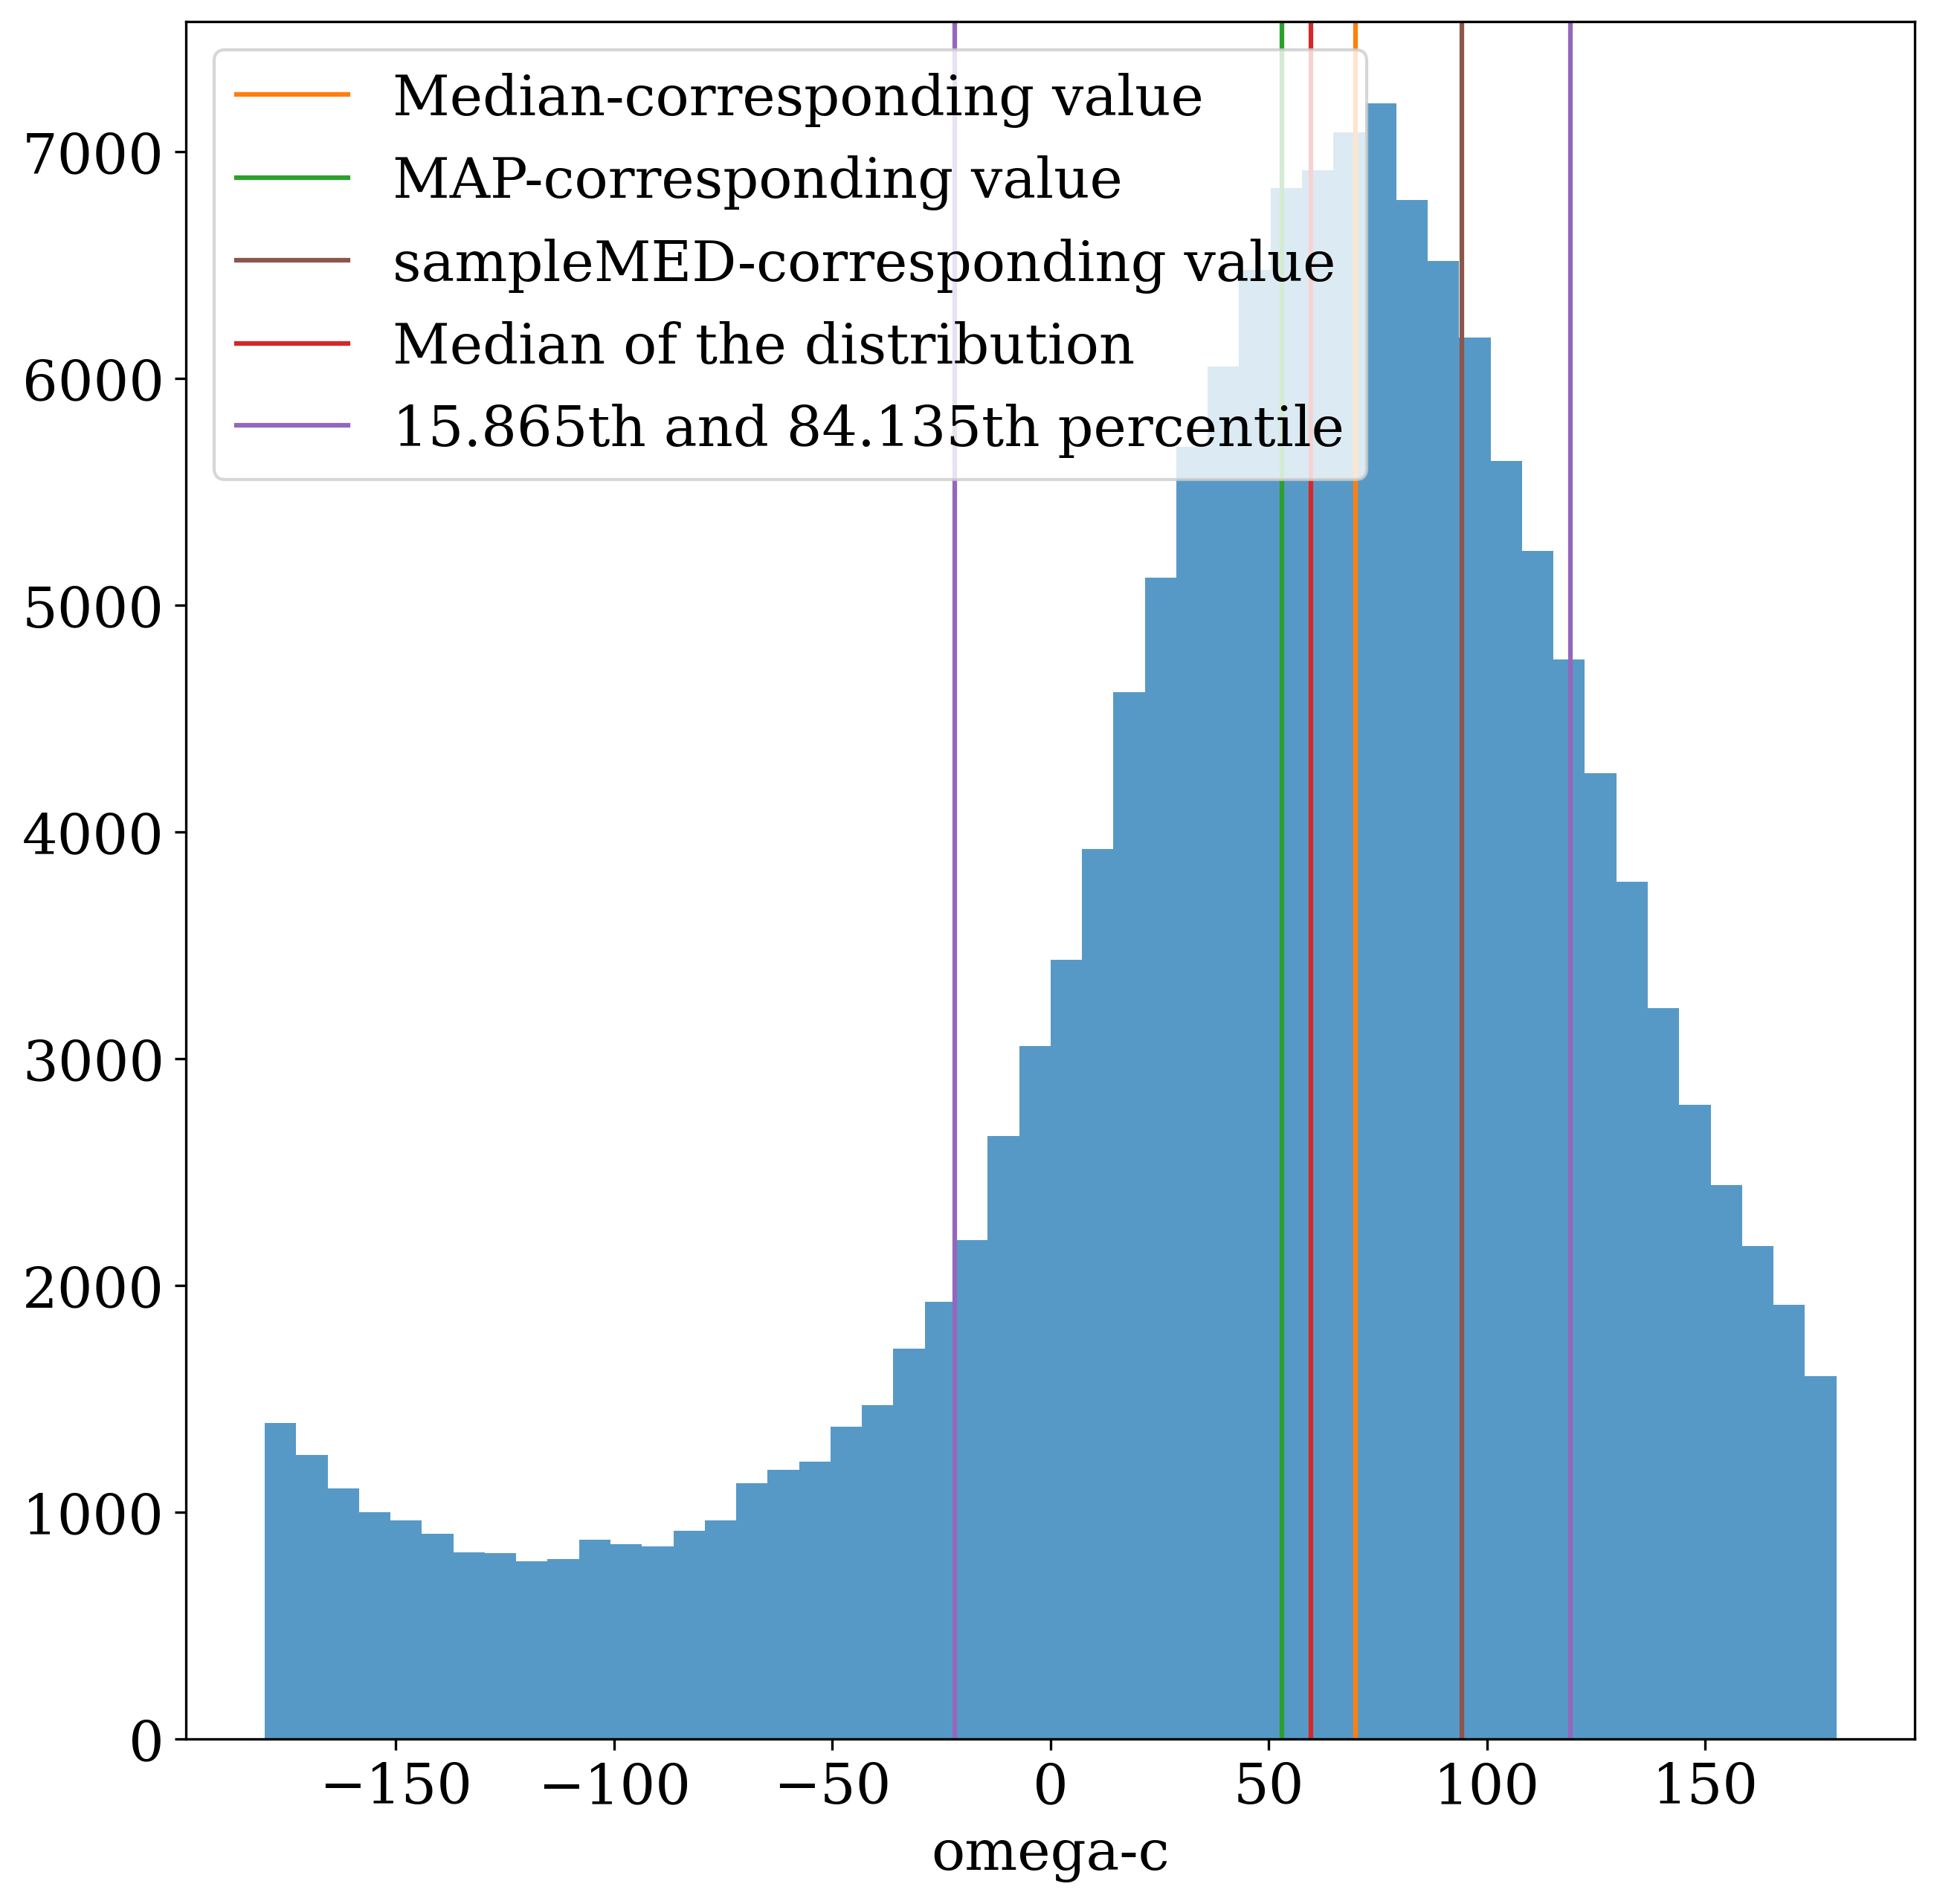 Median-corresponding value
MAP-corresponding value
sampleMED-corresponding value
Median of the distribution
15.865th and 84.135th percentile
7000
6000
5000
4000
3000
2000
1000
0
−150 −100 −50 0 50 100 150
omega-c